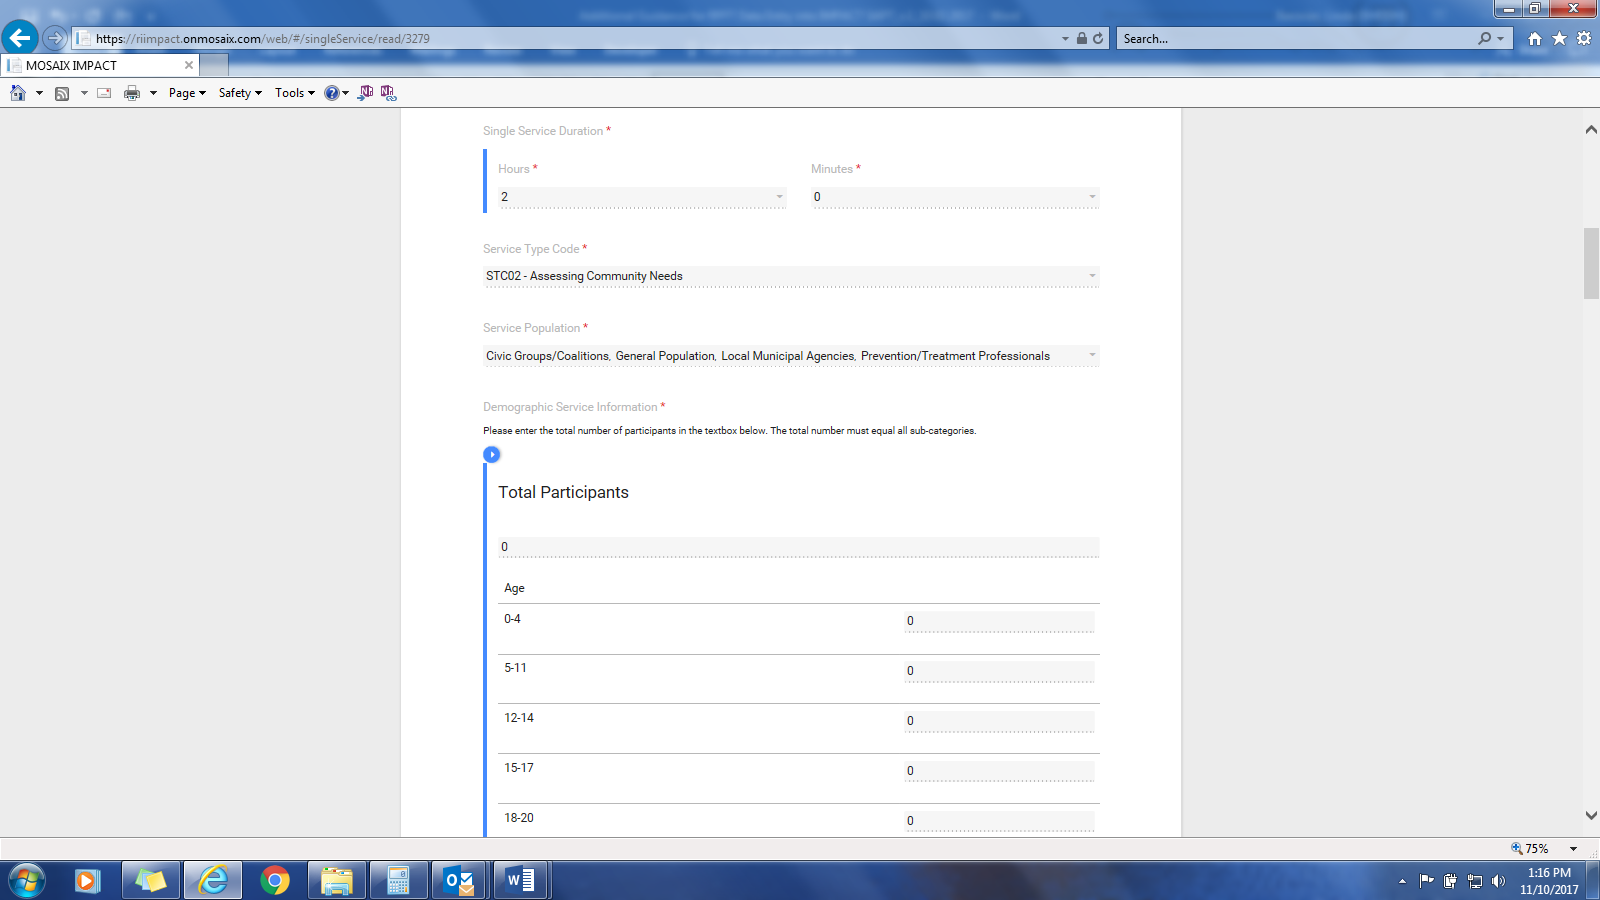 https://riimpact.onmosaix.com/web/#/singleService/read/3279
Search...
MOSAIX IMPACT
Page Safety Tools
Single Service Duration *
Hours * Minutes *
2 0
Service Type Code *
STC02 - Assessing Community Needs
Service Population *
Civic Groups/Coalitions, General Population, Local Municipal Agencies, Prevention/Treatment Professionals
Demographic Service Information *
Please enter the total number of participants in the textbox below. The total number must equal all sub-categories.
Total Participants
0
Age
0-4 0
5-11 0
12-14 0
15-17 0
18-20 0
75%
1:16 PM
11/10/2017